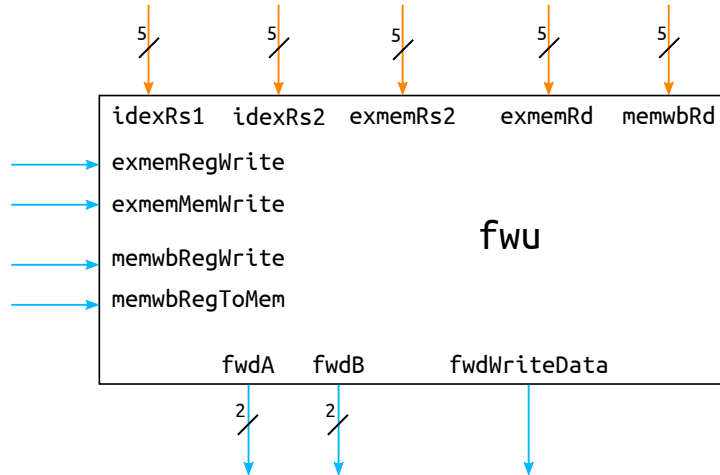 5 5 5 5 5
idexRs1 idexRs2 exmemRs2 exmemRd memwbRd
exmemRegWrite
exmemMemWrite
fwu
memwbRegWrite
memwbRegToMem
fwdA fwdB fwdWriteData
2 2